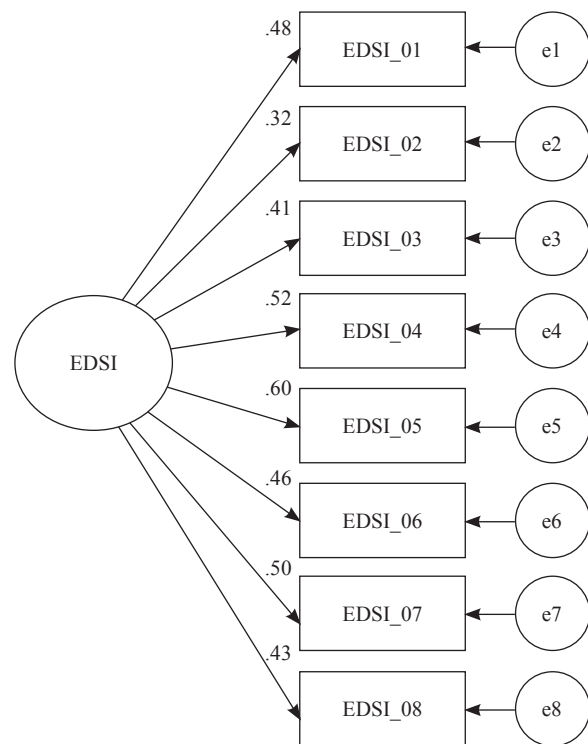 .48
EDSI_01
e1
.32
EDSI_02
e2
.41
EDSI_03
e3
.52
EDSI_04
e4
EDSI
.60
EDSI_05
e5
.46
EDSI_06
e6
.50
EDSI_07
e7
.43
EDSI_08
e8